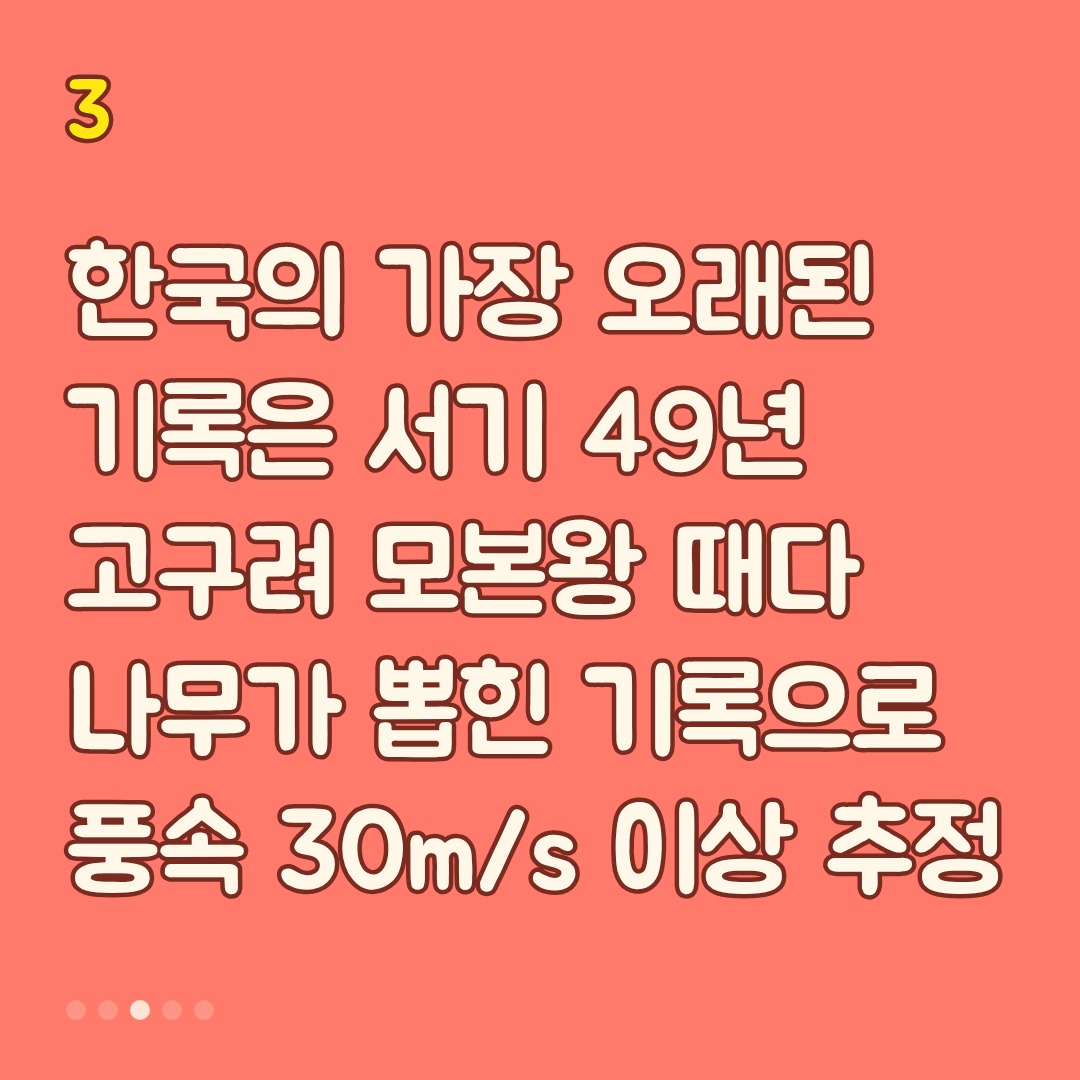 3
한국의 가장 오래된
기록은 서기 49년
고구려 모본왕 때다
나무가 뽑힌 기록으로
풍속 30m/s 이상 추정